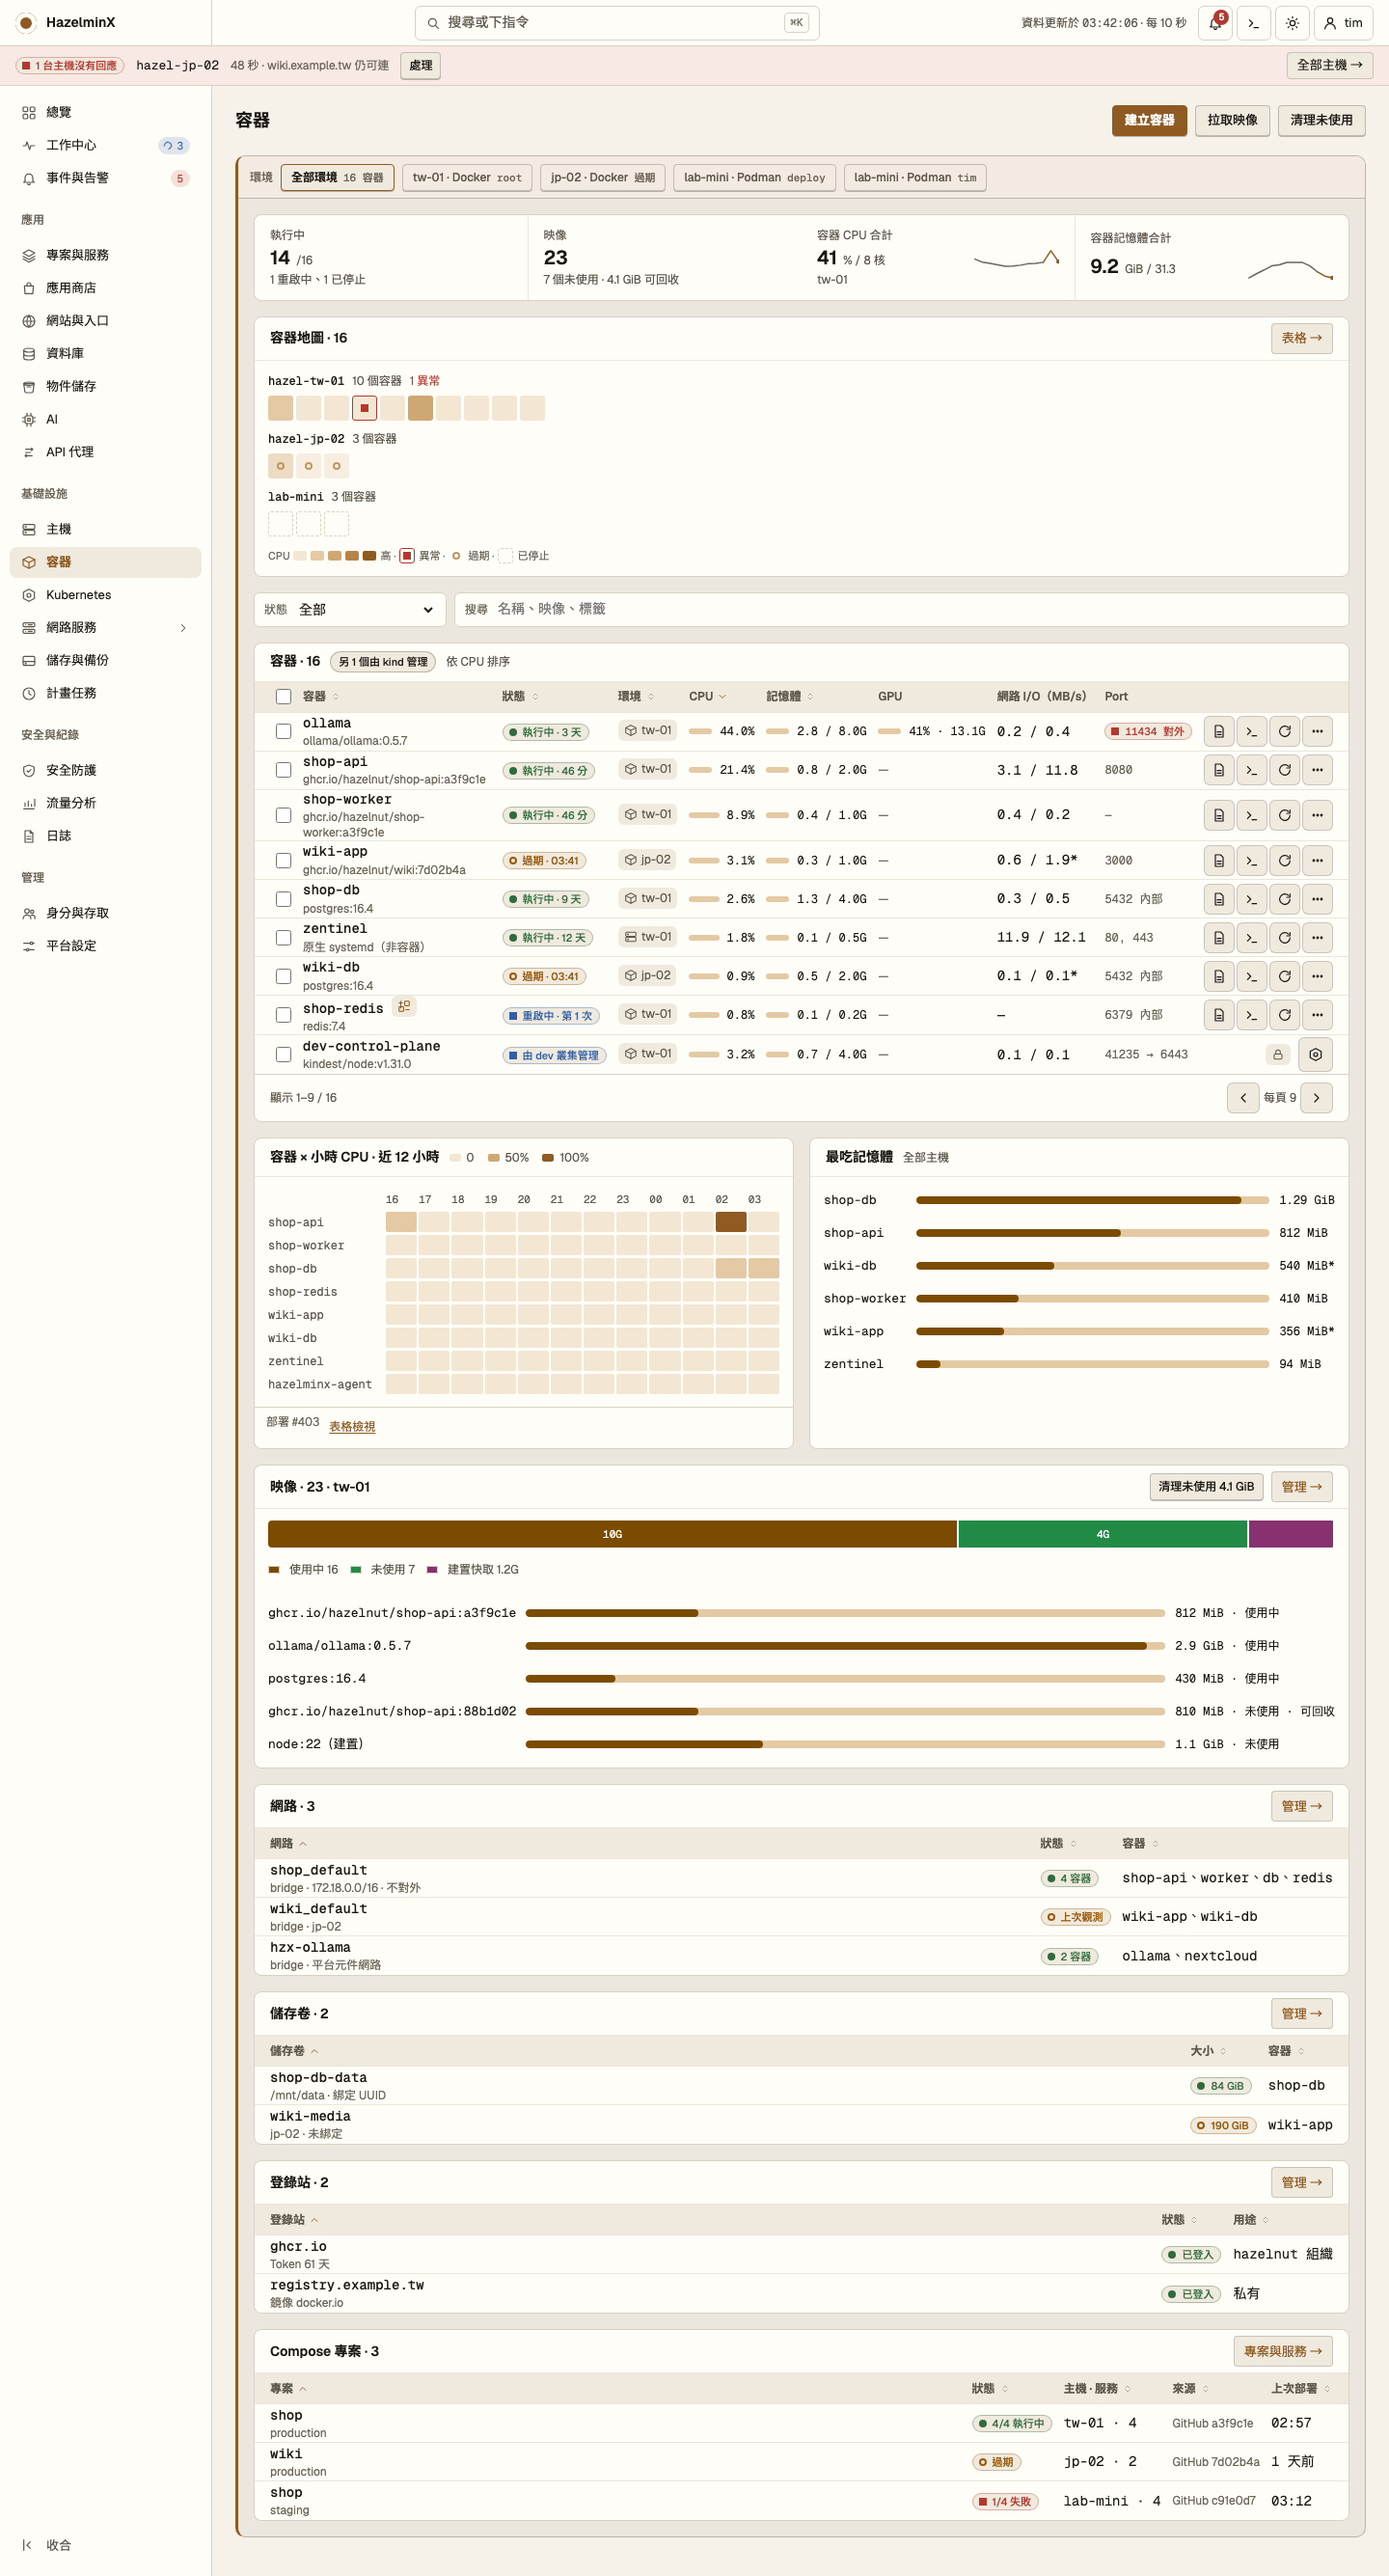 HazelminX
搜尋或下指令 ⌘K
資料更新於 03:42:06 · 每 10 秒
5
tim
1 台主機沒有回應 hazel-jp-02 48 秒 · wiki.example.tw 仍可連 處理 全部主機 →
總覽
工作中心 3
事件與告警 5
應用
專案與服務
應用商店
網站與入口
資料庫
物件儲存
AI
API 代理
基礎設施
主機
容器
Kubernetes
網路服務
儲存與備份
計畫任務
安全與紀錄
安全防護
流量分析
日誌
管理
身分與存取
平台設定
收合
容器 建立容器 拉取映像 清理未使用
環境 全部環境 16 容器 tw-01 · Docker root jp-02 · Docker 過期 lab-mini · Podman deploy lab-mini · Podman tim
執行中
14 /16
1 重啟中、1 已停止
映像
23
7 個未使用 · 4.1 GiB 可回收
容器 CPU 合計
41 % / 8 核
tw-01
容器記憶體合計
9.2 GiB / 31.3
容器地圖 · 16 表格 →
hazel-tw-01 10 個容器 1 異常
hazel-jp-02 3 個容器
lab-mini 3 個容器
CPU 高 · 異常 · 過期 · 已停止
狀態 全部 搜尋 名稱、映像、標籤
容器 · 16 另 1 個由 kind 管理 依 CPU 排序
容器 狀態 環境 CPU 記憶體 GPU 網路 I/O（MB/s） Port
ollama
ollama/ollama:0.5.7
執行中 · 3 天 tw-01 44.0% 2.8 / 8.0G 41% · 13.1G 0.2 / 0.4 11434 對外
shop-api
ghcr.io/hazelnut/shop-api:a3f9c1e
執行中 · 46 分 tw-01 21.4% 0.8 / 2.0G — 3.1 / 11.8 8080
shop-worker
ghcr.io/hazelnut/shop-
worker:a3f9c1e
執行中 · 46 分 tw-01 8.9% 0.4 / 1.0G — 0.4 / 0.2 —
wiki-app
ghcr.io/hazelnut/wiki:7d02b4a
過期 · 03:41 jp-02 3.1% 0.3 / 1.0G — 0.6 / 1.9* 3000
shop-db
postgres:16.4
執行中 · 9 天 tw-01 2.6% 1.3 / 4.0G — 0.3 / 0.5 5432 內部
zentinel
原生 systemd（非容器）
執行中 · 12 天 tw-01 1.8% 0.1 / 0.5G — 11.9 / 12.1 80, 443
wiki-db
postgres:16.4
過期 · 03:41 jp-02 0.9% 0.5 / 2.0G — 0.1 / 0.1* 5432 內部
shop-redis
redis:7.4
重啟中 · 第 1 次 tw-01 0.8% 0.1 / 0.2G — — 6379 內部
dev-control-plane
kindest/node:v1.31.0
由 dev 叢集管理 tw-01 3.2% 0.7 / 4.0G — 0.1 / 0.1 41235 → 6443
顯示 1–9 / 16 每頁 9
容器 × 小時 CPU · 近 12 小時 0 50% 100%
16 17 18 19 20 21 22 23 00 01 02 03
shop-api
shop-worker
shop-db
shop-redis
wiki-app
wiki-db
zentinel
hazelminx-agent
部署 #403 表格檢視
最吃記憶體 全部主機
shop-db 1.29 GiB
shop-api 812 MiB
wiki-db 540 MiB*
shop-worker 410 MiB
wiki-app 356 MiB*
zentinel 94 MiB
映像 · 23 · tw-01 清理未使用 4.1 GiB 管理 →
10G 4G
使用中 16 未使用 7 建置快取 1.2G
ghcr.io/hazelnut/shop-api:a3f9c1e 812 MiB · 使用中
ollama/ollama:0.5.7 2.9 GiB · 使用中
postgres:16.4 430 MiB · 使用中
ghcr.io/hazelnut/shop-api:88b1d02 810 MiB · 未使用 · 可回收
node:22（建置） 1.1 GiB · 未使用
網路 · 3 管理 →
網路 狀態 容器
shop_default
bridge · 172.18.0.0/16 · 不對外
4 容器 shop-api、worker、db、redis
wiki_default
bridge · jp-02
上次觀測 wiki-app、wiki-db
hzx-ollama
bridge · 平台元件網路
2 容器 ollama、nextcloud
儲存卷 · 2 管理 →
儲存卷 大小 容器
shop-db-data
/mnt/data · 綁定 UUID
84 GiB shop-db
wiki-media
jp-02 · 未綁定
190 GiB wiki-app
登錄站 · 2 管理 →
登錄站 狀態 用途
ghcr.io
Token 61 天
已登入 hazelnut 組織
registry.example.tw
鏡像 docker.io
已登入 私有
Compose 專案 · 3 專案與服務 →
專案 狀態 主機 · 服務 來源 上次部署
shop
production
4/4 執行中 tw-01 · 4 GitHub a3f9c1e 02:57
wiki
production
過期 jp-02 · 2 GitHub 7d02b4a 1 天前
shop
staging
1/4 失敗 lab-mini · 4 GitHub c91e0d7 03:12